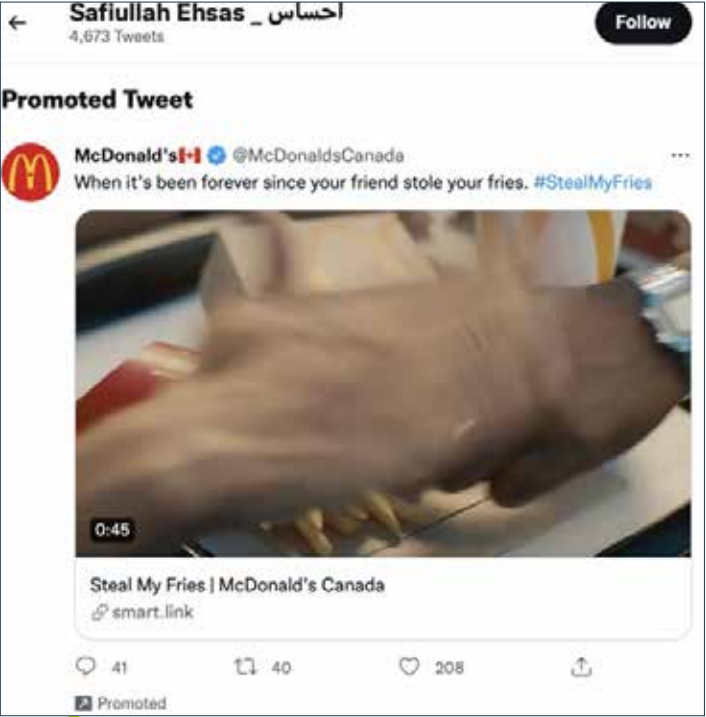 Safiullah Ehsas _ احساس
4,673 Tweets
Follow
Promoted Tweet
McDonald's @McDonaldsCanada
When it's been forever since your friend stole your fries. #StealMyFries
0:45
Steal My Fries | McDonald's Canada
smart.link
41 40 208
Promoted